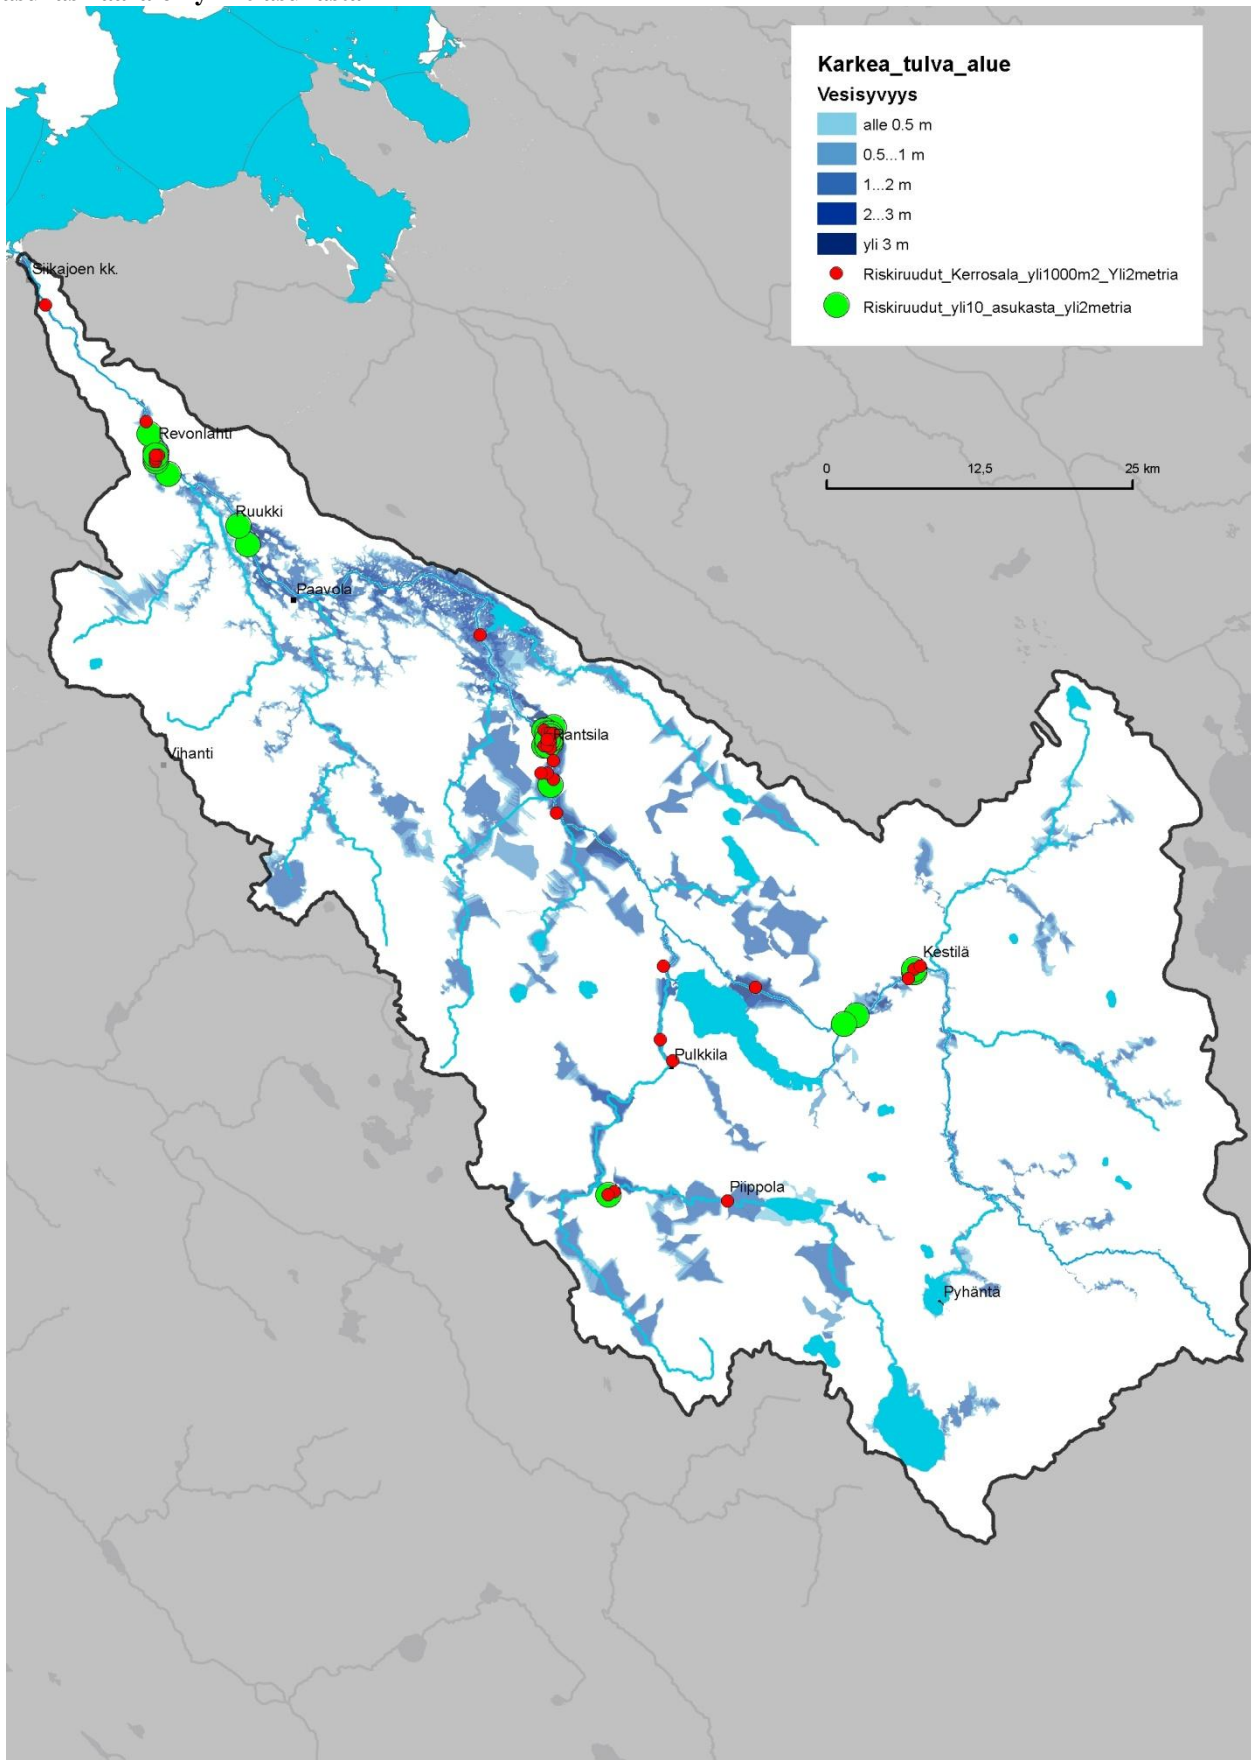 Karkea_tulva_alue
Vesisyvyys
alle 0.5 m
0.5...1 m
1...2 m
2...3 m
yli 3 m
Riskiruudut_Kerrosala_yli1000m2_Yli2metria
Riskiruudut_yli10_asukasta_yli2metria
Siikajoen kk.
Revonlahti
0 12,5 25 km
Ruukki
Paavola
Rantsila
Vihanti
Kestilä
Pulkkila
Piippola
Pyhäntä